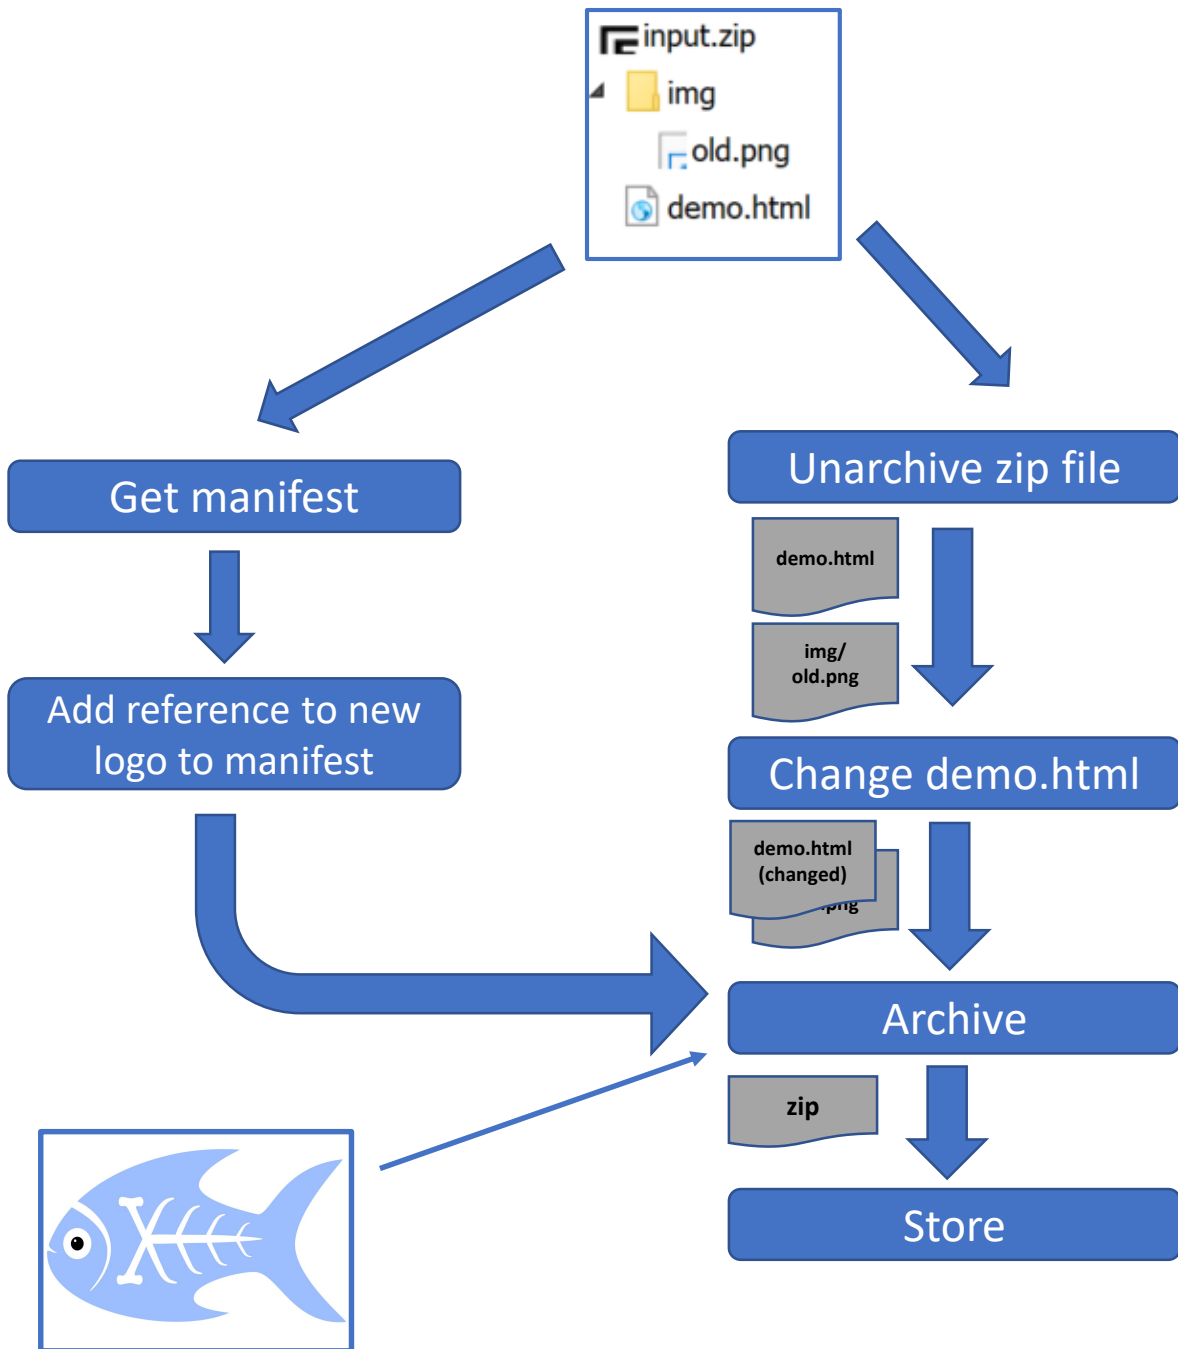 input.zip
img
old.png
demo.html
Get manifest
Unarchive zip file
demo.html
img/
old.png
Add reference to new
logo to manifest
Change demo.html
demo.html
(changed)
.png
Archive
zip
Store